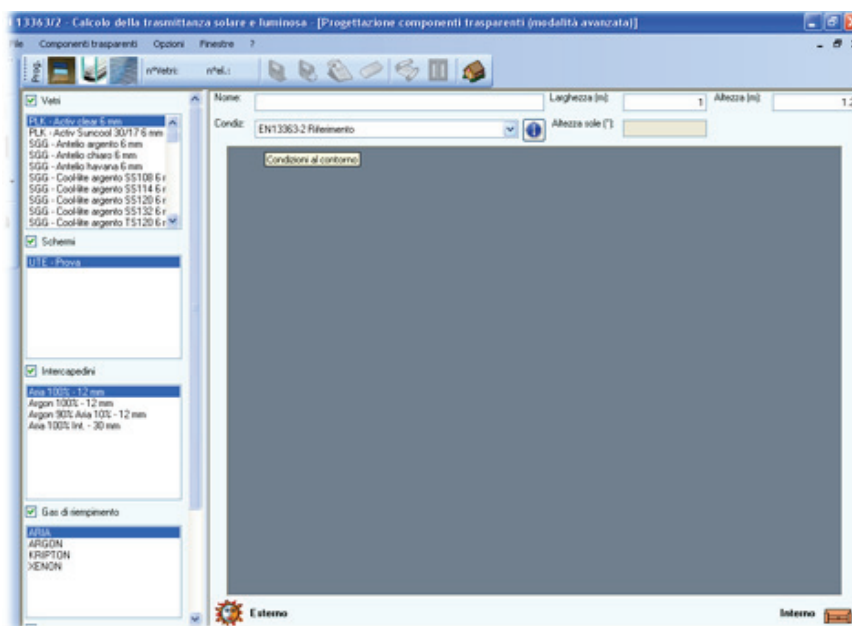 13363/2 - Calcolo della trasmittanza solare e luminosa - [Progettazione componenti trasparenti (modalità avanzata)]
Componenti trasparenti Opzioni Finestre ?
Prog. n°Vetri: n°el.:
Vetri
PLK - Activ clear 6 mm
PLK - Activ Suncool 30/17 6 mm
SGG - Antelio argento 6 mm
SGG - Antelio chiaro 6 mm
SGG - Antelio havana 6 mm
SGG - Cool-lite argento SS108 6 r
SGG - Cool-lite argento SS114 6 r
SGG - Cool-lite argento SS120 6 r
SGG - Cool-lite argento SS132 6 r
SGG - Cool-lite argento TS120 6 r
Schermi
UTE - Prova
Intercapedini
Aria 100% - 12 mm
Argon 100% - 12 mm
Argon 90% Aria 10% - 12 mm
Aria 100% Int. - 30 mm
Gas di riempimento
ARIA
ARGON
KRIPTON
XENON
Nome: Larghezza (m): 1 Altezza (m): 1.2
Condiz: EN13363-2 Riferimento Altezza sole (°):
Condizioni al contorno
Esterno Interno